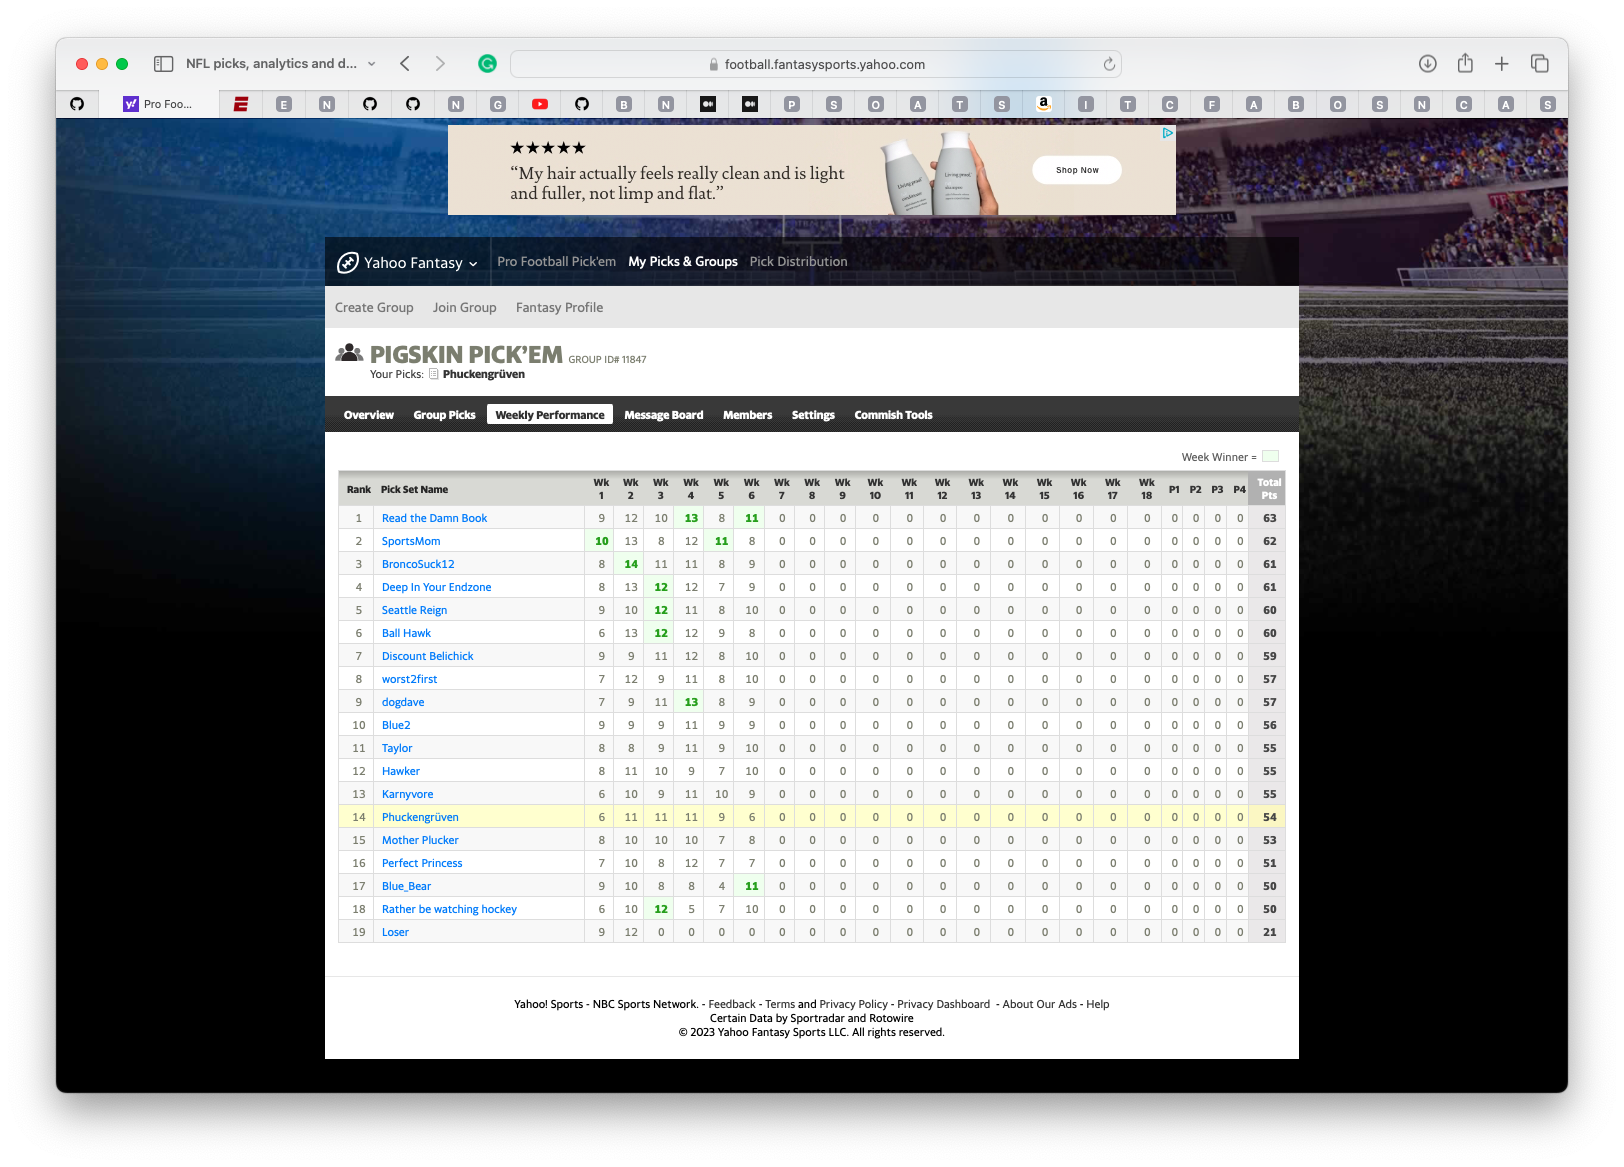 NFL picks, analytics and d...
football.fantasysports.yahoo.com
y! Pro Foo... E N N G B N P S O A T S a I T C F A B O S N C A S
★★★★★
“My hair actually feels really clean and is light
and fuller, not limp and flat.”
Living proof.
Living proof.
Shop Now
Yahoo Fantasy Pro Football Pick'em My Picks & Groups Pick Distribution
Create Group Join Group Fantasy Profile
PIGSKIN PICK’EM GROUP ID# 11847
Your Picks: Phuckengrüven
Overview Group Picks Weekly Performance Message Board Members Settings Commish Tools
Week Winner =
Rank Pick Set Name Wk 1 Wk 2 Wk 3 Wk 4 Wk 5 Wk 6 Wk 7 Wk 8 Wk 9 Wk 10 Wk 11 Wk 12 Wk 13 Wk 14 Wk 15 Wk 16 Wk 17 Wk 18 P1 P2 P3 P4 Total Pts
1 Read the Damn Book 9 12 10 13 8 11 0 0 0 0 0 0 0 0 0 0 0 0 0 0 0 0 63
2 SportsMom 10 13 8 12 11 8 0 0 0 0 0 0 0 0 0 0 0 0 0 0 0 0 62
3 BroncoSuck12 8 14 11 11 8 9 0 0 0 0 0 0 0 0 0 0 0 0 0 0 0 0 61
4 Deep In Your Endzone 8 13 12 12 7 9 0 0 0 0 0 0 0 0 0 0 0 0 0 0 0 0 61
5 Seattle Reign 9 10 12 11 8 10 0 0 0 0 0 0 0 0 0 0 0 0 0 0 0 0 60
6 Ball Hawk 6 13 12 12 9 8 0 0 0 0 0 0 0 0 0 0 0 0 0 0 0 0 60
7 Discount Belichick 9 9 11 12 8 10 0 0 0 0 0 0 0 0 0 0 0 0 0 0 0 0 59
8 worst2first 7 12 9 11 8 10 0 0 0 0 0 0 0 0 0 0 0 0 0 0 0 0 57
9 dogdave 7 9 11 13 8 9 0 0 0 0 0 0 0 0 0 0 0 0 0 0 0 0 57
10 Blue2 9 9 9 11 9 9 0 0 0 0 0 0 0 0 0 0 0 0 0 0 0 0 56
11 Taylor 8 8 9 11 9 10 0 0 0 0 0 0 0 0 0 0 0 0 0 0 0 0 55
12 Hawker 8 11 10 9 7 10 0 0 0 0 0 0 0 0 0 0 0 0 0 0 0 0 55
13 Karnyvore 6 10 9 11 10 9 0 0 0 0 0 0 0 0 0 0 0 0 0 0 0 0 55
14 Phuckengrüven 6 11 11 11 9 6 0 0 0 0 0 0 0 0 0 0 0 0 0 0 0 0 54
15 Mother Plucker 8 10 10 10 7 8 0 0 0 0 0 0 0 0 0 0 0 0 0 0 0 0 53
16 Perfect Princess 7 10 8 12 7 7 0 0 0 0 0 0 0 0 0 0 0 0 0 0 0 0 51
17 Blue_Bear 9 10 8 8 4 11 0 0 0 0 0 0 0 0 0 0 0 0 0 0 0 0 50
18 Rather be watching hockey 6 10 12 5 7 10 0 0 0 0 0 0 0 0 0 0 0 0 0 0 0 0 50
19 Loser 9 12 0 0 0 0 0 0 0 0 0 0 0 0 0 0 0 0 0 0 0 0 21
Yahoo! Sports - NBC Sports Network. - Feedback - Terms and Privacy Policy - Privacy Dashboard - About Our Ads - Help
Certain Data by Sportradar and Rotowire
© 2023 Yahoo Fantasy Sports LLC. All rights reserved.